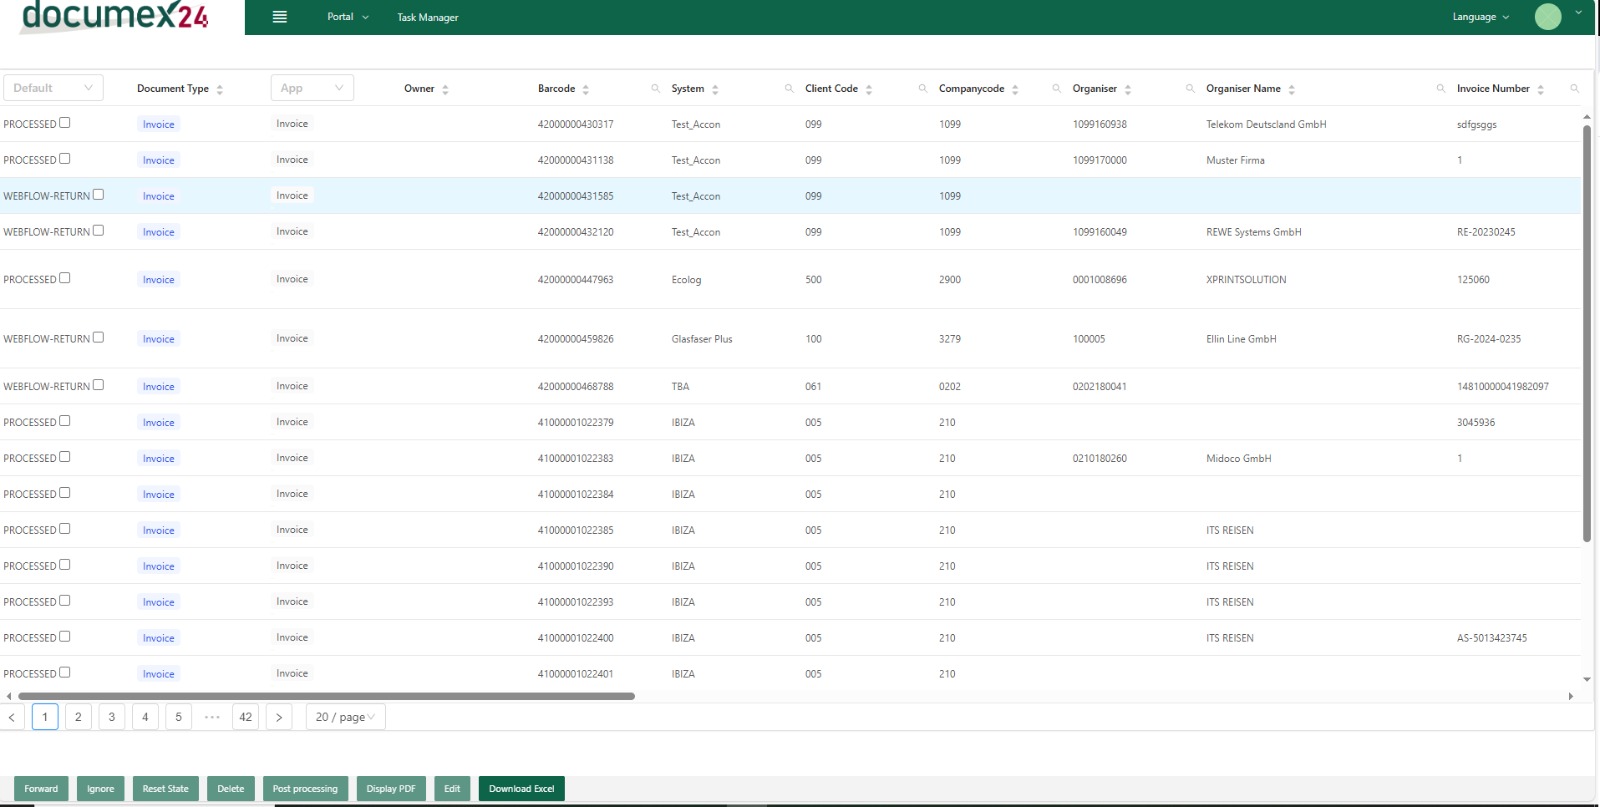 documex24 Portal Task Manager Language
Default Document Type App Owner Barcode System Client Code Companycode Organiser Organiser Name Invoice Number
PROCESSED Invoice Invoice 42000000430317 Test_Accon 099 1099 1099160938 Telekom Deutscland GmbH sdfgsggs
PROCESSED Invoice Invoice 42000000431138 Test_Accon 099 1099 1099170000 Muster Firma 1
WEBFLOW-RETURN Invoice Invoice 42000000431585 Test_Accon 099 1099
WEBFLOW-RETURN Invoice Invoice 42000000432120 Test_Accon 099 1099 1099160049 REWE Systems GmbH RE-20230245
PROCESSED Invoice Invoice 42000000447963 Ecolog 500 2900 0001008696 XPRINTSOLUTION 125060
WEBFLOW-RETURN Invoice Invoice 42000000459826 Glasfaser Plus 100 3279 100005 Ellin Line GmbH RG-2024-0235
WEBFLOW-RETURN Invoice Invoice 42000000468788 TBA 061 0202 0202180041 14810000041982097
PROCESSED Invoice Invoice 41000001022379 IBIZA 005 210 3045936
PROCESSED Invoice Invoice 41000001022383 IBIZA 005 210 0210180260 Midoco GmbH 1
PROCESSED Invoice Invoice 41000001022384 IBIZA 005 210
PROCESSED Invoice Invoice 41000001022385 IBIZA 005 210 ITS REISEN
PROCESSED Invoice Invoice 41000001022390 IBIZA 005 210 ITS REISEN
PROCESSED Invoice Invoice 41000001022393 IBIZA 005 210 ITS REISEN
PROCESSED Invoice Invoice 41000001022400 IBIZA 005 210 ITS REISEN AS-5013423745
PROCESSED Invoice Invoice 41000001022401 IBIZA 005 210
< 1 2 3 4 5 ••• 42 > 20 / page
Forward Ignore Reset State Delete Post processing Display PDF Edit Download Excel